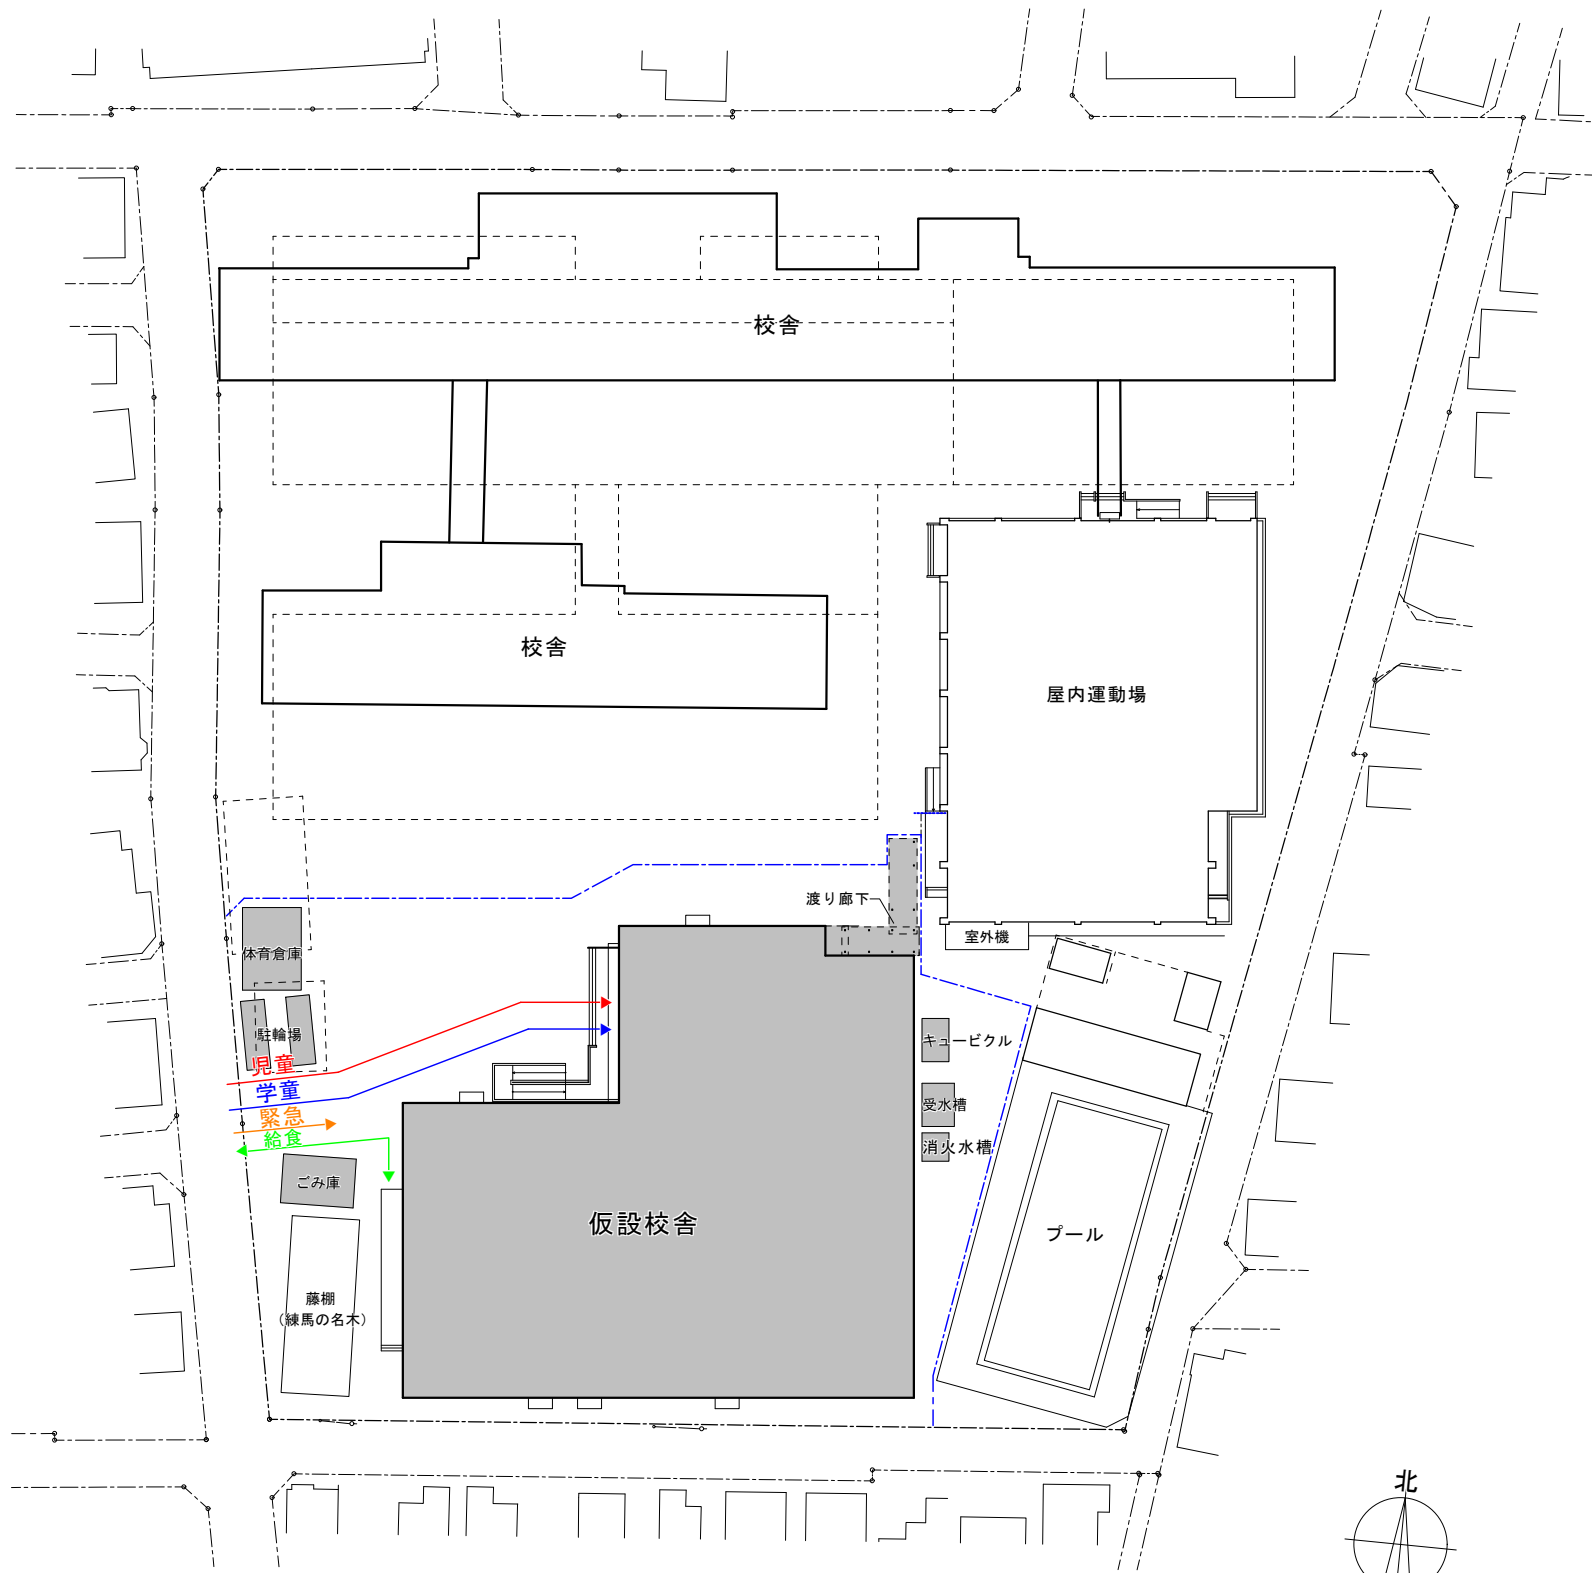 校舎
校舎
屋内運動場
渡り廊下
室外機
体育倉庫
駐輪場
児童
学童
緊急
給食
キュービクル
受水槽
消火水槽
ごみ庫
仮設校舎
プール
藤棚
（練馬の名木）
北